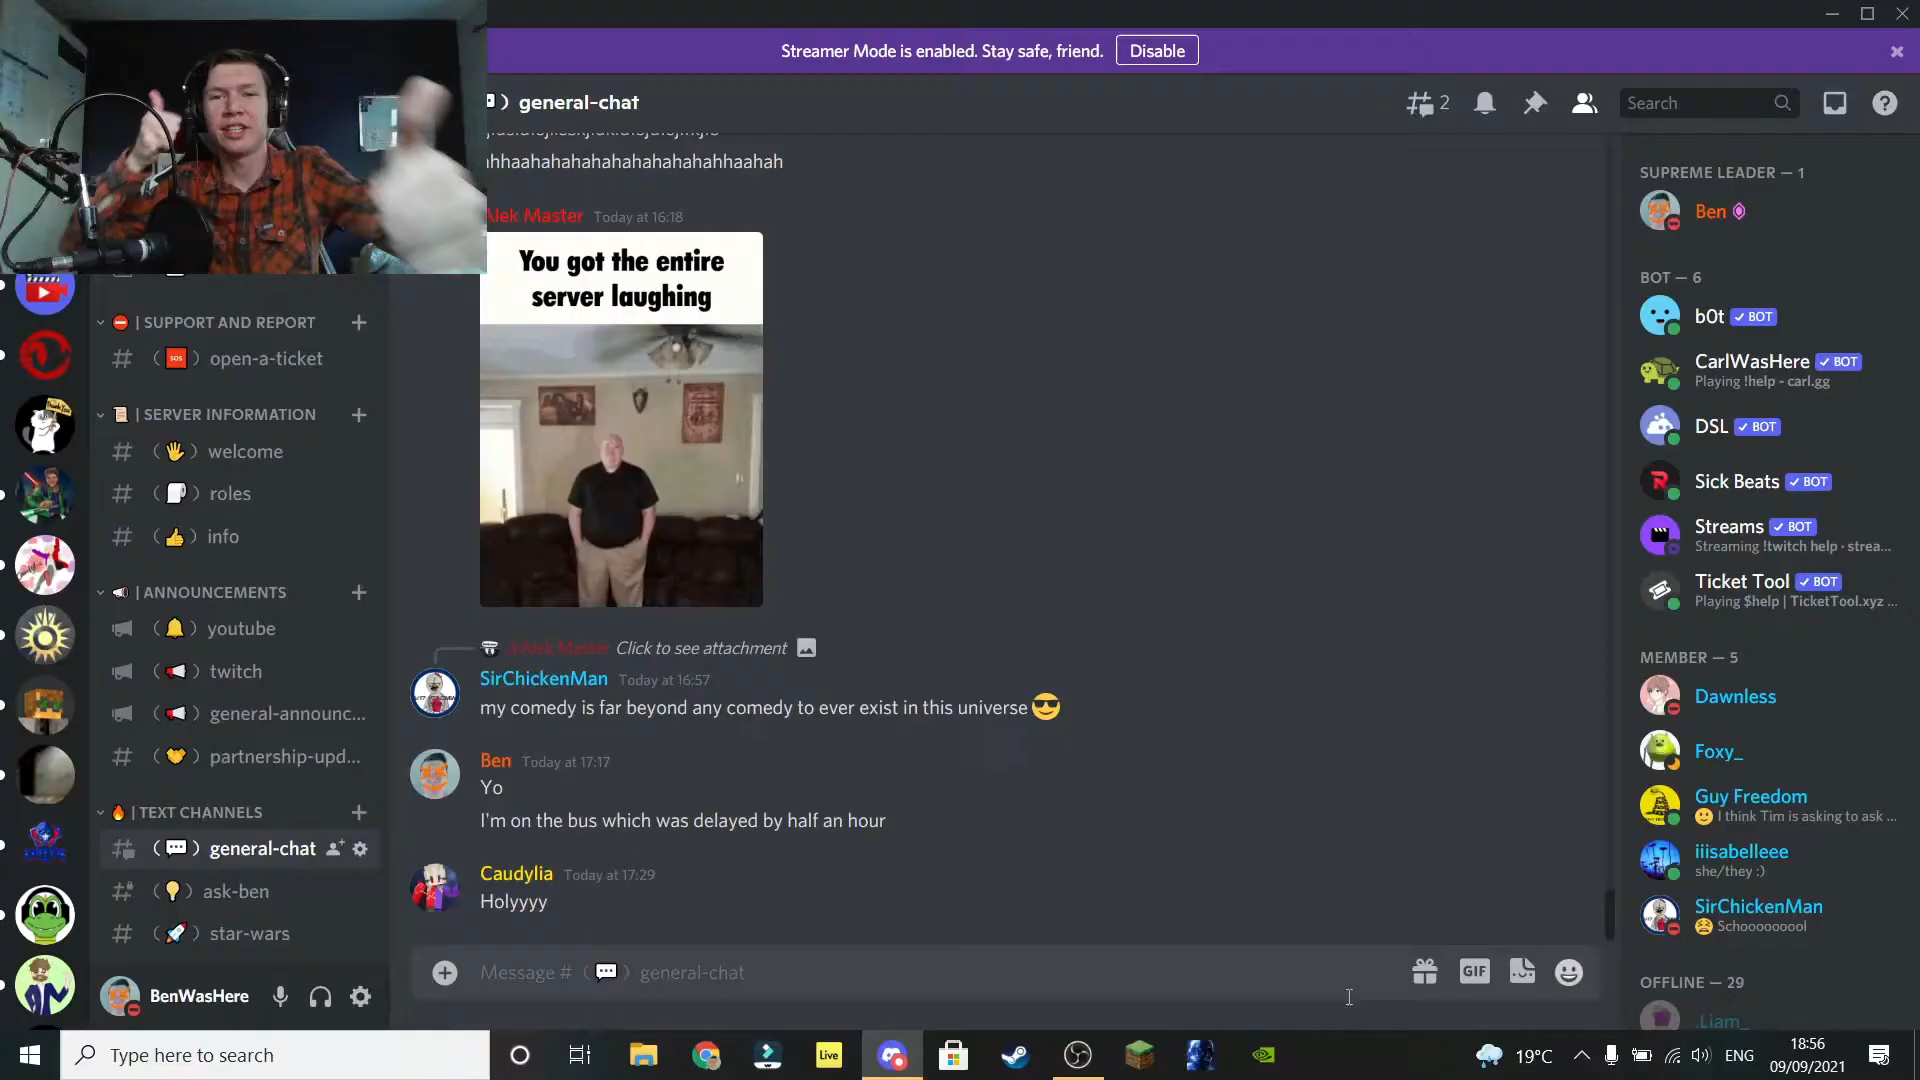 Streamer Mode is enabled. Stay safe, friend. Disable
general-chat
2
Search
hhaahahahahahahahahahhaahah
Alek Master Today at 16:18
You got the entire
server laughing
Alek Master Click to see attachment
SirChickenMan Today at 16:57
my comedy is far beyond any comedy to ever exist in this universe 😎
Ben Today at 17:17
Yo
I'm on the bus which was delayed by half an hour
Caudylia Today at 17:29
Holyyyy
Message # (💬) general-chat
GIF
⛔ | SUPPORT AND REPORT
# (🆘) open-a-ticket
📜 | SERVER INFORMATION
# (🖐) welcome
# (🧻) roles
# (👍) info
📢 | ANNOUNCEMENTS
(🔔) youtube
(📢) twitch
(📢) general-announc...
# (🤝) partnership-upd...
🔥 | TEXT CHANNELS
# (💬) general-chat
# (💡) ask-ben
# (🚀) star-wars
BenWasHere
SUPREME LEADER — 1
Ben
BOT — 6
b0t ✓ BOT
CarlWasHere ✓ BOT
Playing !help - carl.gg
DSL ✓ BOT
Sick Beats ✓ BOT
Streams ✓ BOT
Streaming !twitch help · strea...
Ticket Tool ✓ BOT
Playing $help | TicketTool.xyz ...
MEMBER — 5
Dawnless
Foxy_
Guy Freedom
🙂 I think Tim is asking to ask ...
iiisabelleee
she/they :)
SirChickenMan
😫 Schoooooool
OFFLINE — 29
.Liam_
Type here to search
Live
19°C
ENG
18:56
09/09/2021